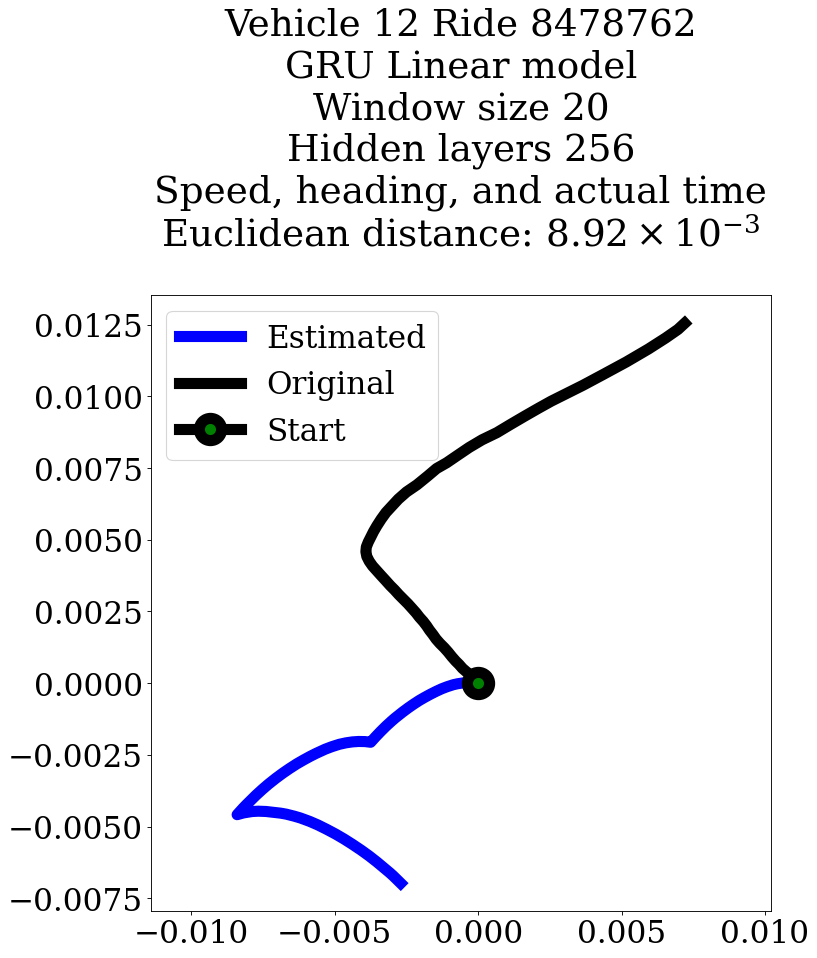 Vehicle 12 Ride 8478762
GRU Linear model
Window size 20
Hidden layers 256
Speed, heading, and actual time
Euclidean distance: 8.92 × 10⁻³
Estimated
Original
Start
0.0125
0.0100
0.0075
0.0050
0.0025
0.0000
−0.0025
−0.0050
−0.0075
−0.010 −0.005 0.000 0.005 0.010